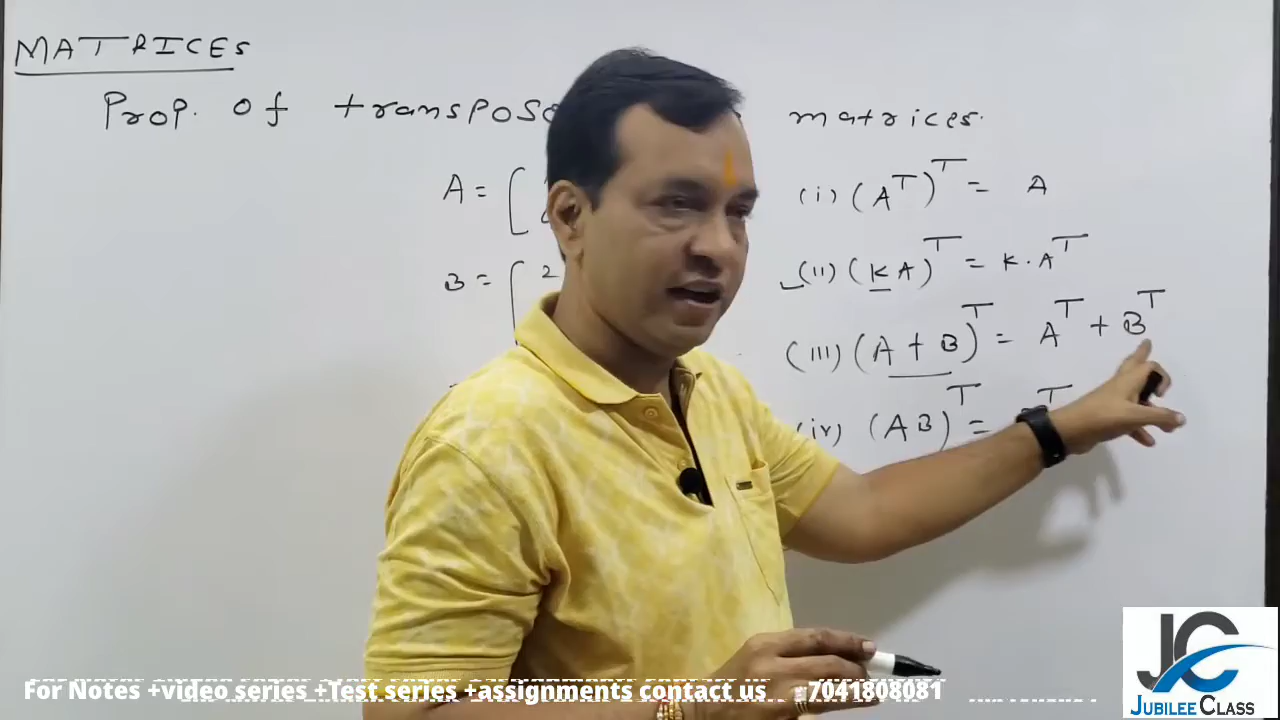 MATRICES
Prop. of transpose matrices.
A = [
(i) (A^T)^T = A
B = [ 2
(ii) (KA)^T = K·A^T
(iii) (A + B)^T = A^T + B^T
(iv) (AB)^T = T
For Notes +video series +Test series +assignments contact us : 7041808081
JC
JUBILEE CLASS